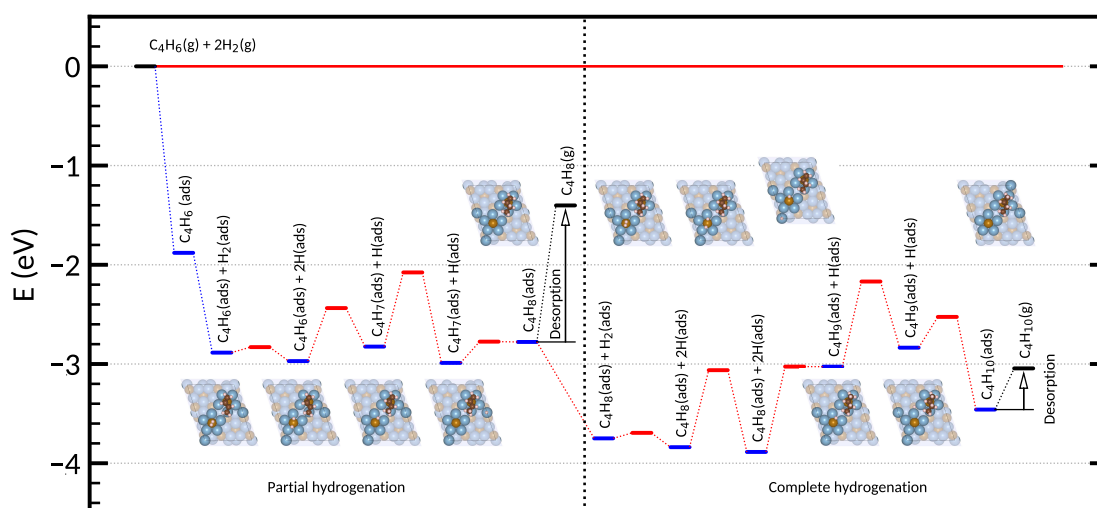 C₄H₆(g) + 2H₂(g)
0
−1
−2
−3
−4
E (eV)
C₄H₆ (ads)
C₄H₆(ads) + H₂(ads)
C₄H₆(ads) + 2H(ads)
C₄H₇(ads) + H(ads)
C₄H₇(ads) + H(ads)
C₄H₈(ads)
Desorption
C₄H₈(g)
C₄H₈(ads) + H₂(ads)
C₄H₈(ads) + 2H(ads)
C₄H₈(ads) + 2H(ads)
C₄H₉(ads) + H(ads)
C₄H₉(ads) + H(ads)
C₄H₁₀(ads)
C₄H₁₀(g)
Desorption
Partial hydrogenation
Complete hydrogenation